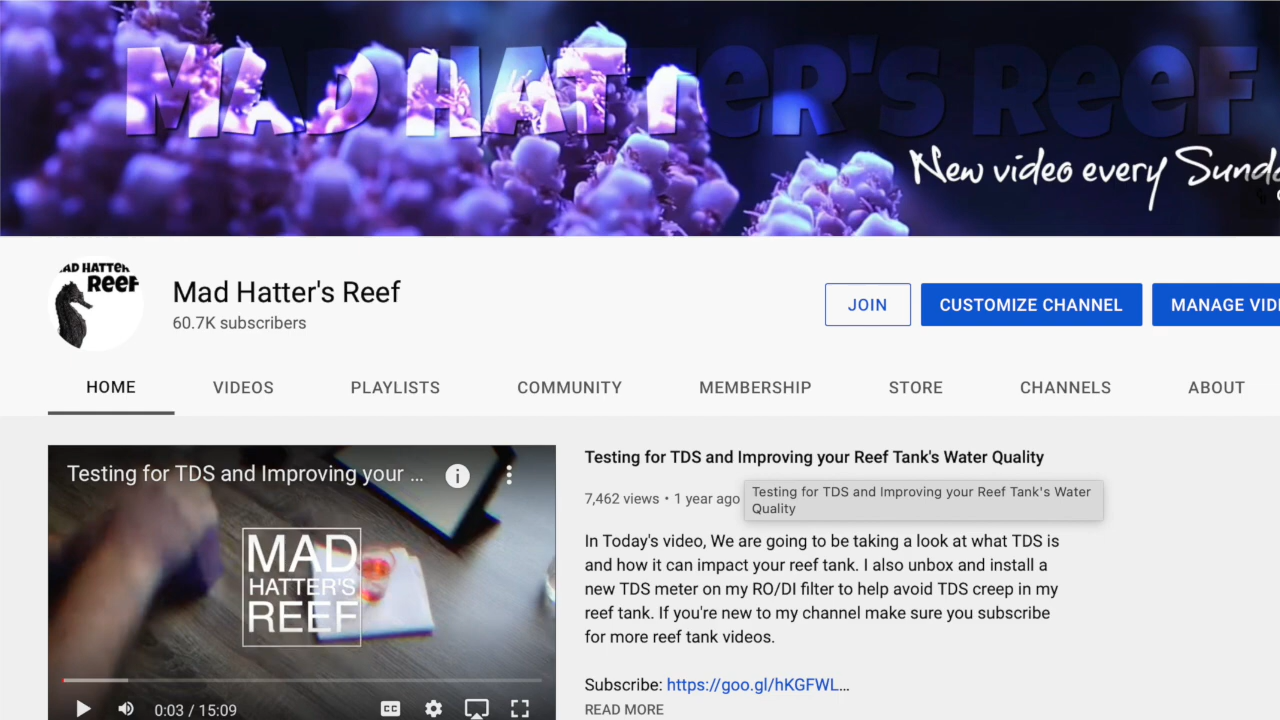 MAD HATTER'S REEF
New video every
Mad Hatter's Reef
60.7K subscribers
JOIN
CUSTOMIZE CHANNEL
MANAGE
MAD HATTER
REEF
HOME
VIDEOS
PLAYLISTS
COMMUNITY
MEMBERSHIP
STORE
CHANNELS
ABOUT
Testing for TDS and Improving your ...
MAD
HATTER'S
REEF
0:03 / 15:09
CC
Testing for TDS and Improving your Reef Tank's Water Quality
7,462 views • 1 year ago
Testing for TDS and Improving your Reef Tank's Water
Quality
In Today's video, We are going to be taking a look at what TDS is
and how it can impact your reef tank. I also unbox and install a
new TDS meter on my RO/DI filter to help avoid TDS creep in my
reef tank. If you're new to my channel make sure you subscribe
for more reef tank videos.
Subscribe: https://goo.gl/hKGFWL...
READ MORE